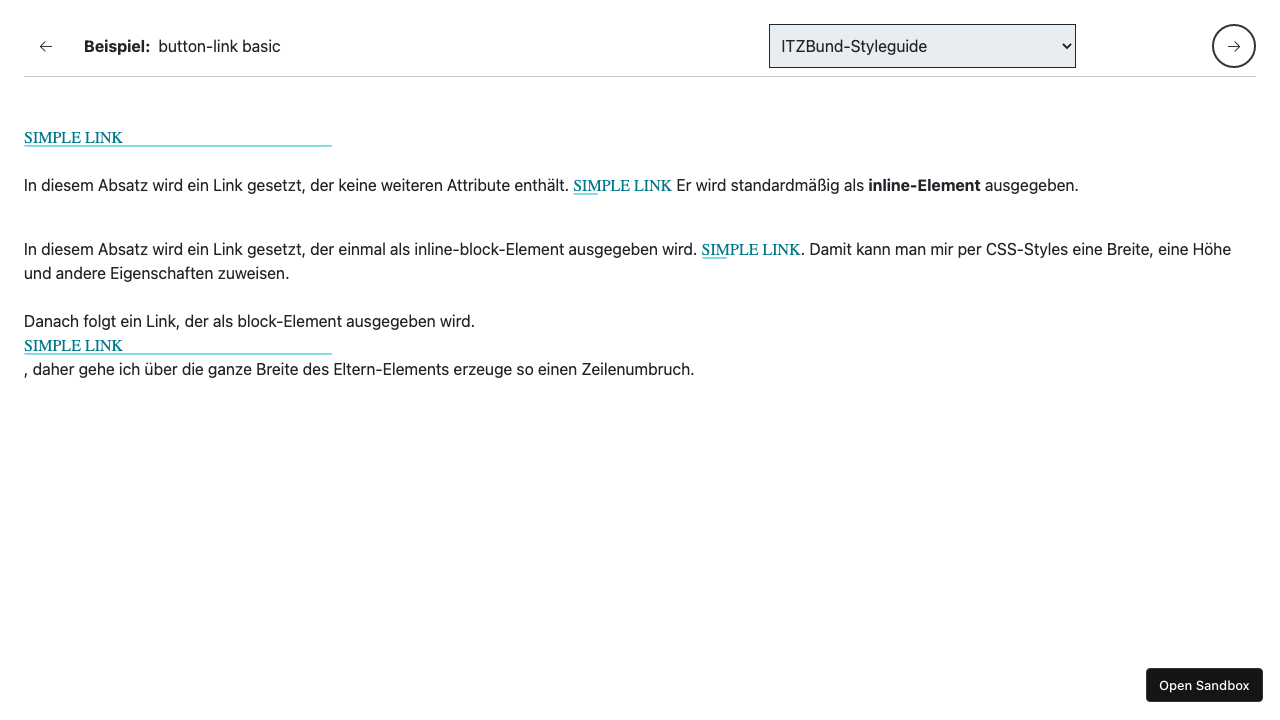 ← Beispiel: button-link basic ITZBund-Styleguide →
SIMPLE LINK
In diesem Absatz wird ein Link gesetzt, der keine weiteren Attribute enthält. SIMPLE LINK Er wird standardmäßig als inline-Element ausgegeben.
In diesem Absatz wird ein Link gesetzt, der einmal als inline-block-Element ausgegeben wird. SIMPLE LINK. Damit kann man mir per CSS-Styles eine Breite, eine Höhe
und andere Eigenschaften zuweisen.
Danach folgt ein Link, der als block-Element ausgegeben wird.
SIMPLE LINK
, daher gehe ich über die ganze Breite des Eltern-Elements erzeuge so einen Zeilenumbruch.
Open Sandbox